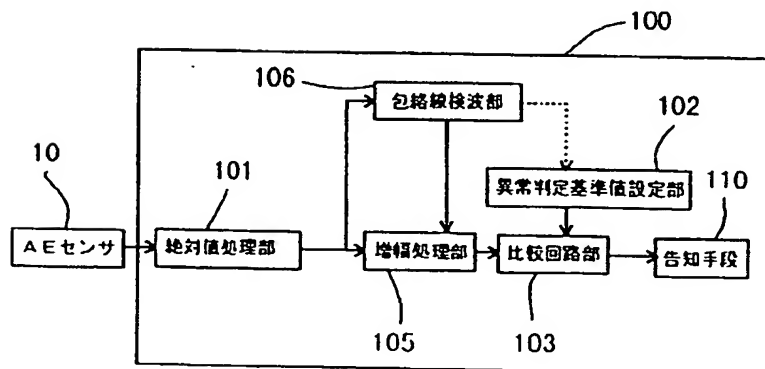 100
106
包絡線検波部
102
10
101
異常判定基準値設定部
110
AEセンサ
絶対値処理部
増幅処理部
比較回路部
告知手段
105
103